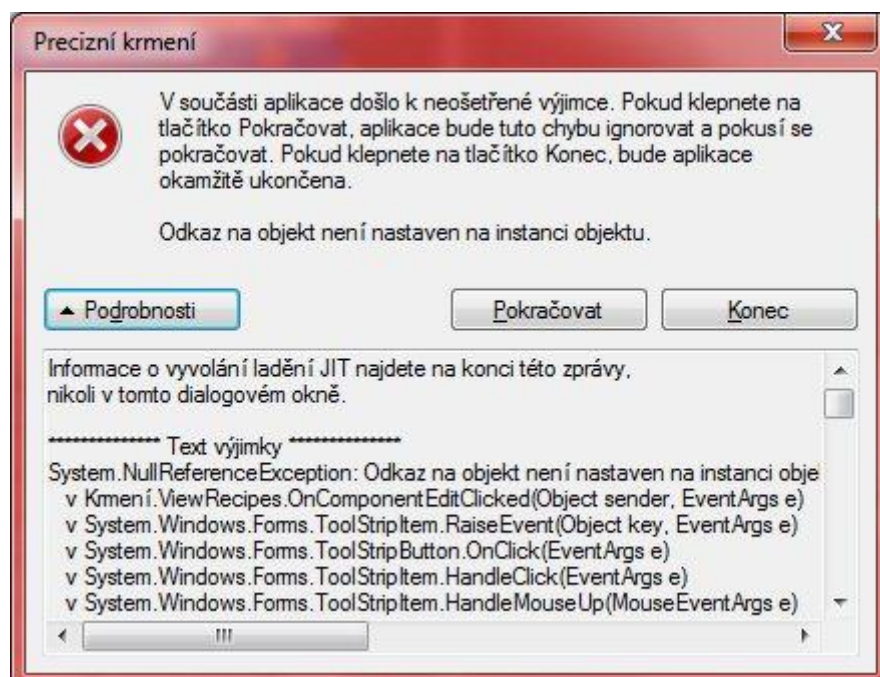 Precizní krmení
V součásti aplikace došlo k neošetřené výjimce. Pokud klepnete na
tlačítko Pokračovat, aplikace bude tuto chybu ignorovat a pokusí se
pokračovat. Pokud klepnete na tlačítko Konec, bude aplikace
okamžitě ukončena.
Odkaz na objekt není nastaven na instanci objektu.
Podrobnosti
Pokračovat
Konec
Informace o vyvolání ladění JIT najdete na konci této zprávy,
nikoli v tomto dialogovém okně.
************** Text výjimky **************
System.NullReferenceException: Odkaz na objekt není nastaven na instanci obje
v Krmení.ViewRecipes.OnComponentEditClicked(Object sender, EventArgs e)
v System.Windows.Forms.ToolStripItem.RaiseEvent(Object key, EventArgs e)
v System.Windows.Forms.ToolStripButton.OnClick(EventArgs e)
v System.Windows.Forms.ToolStripItem.HandleClick(EventArgs e)
v System.Windows.Forms.ToolStripItem.HandleMouseUp(MouseEventArgs e)